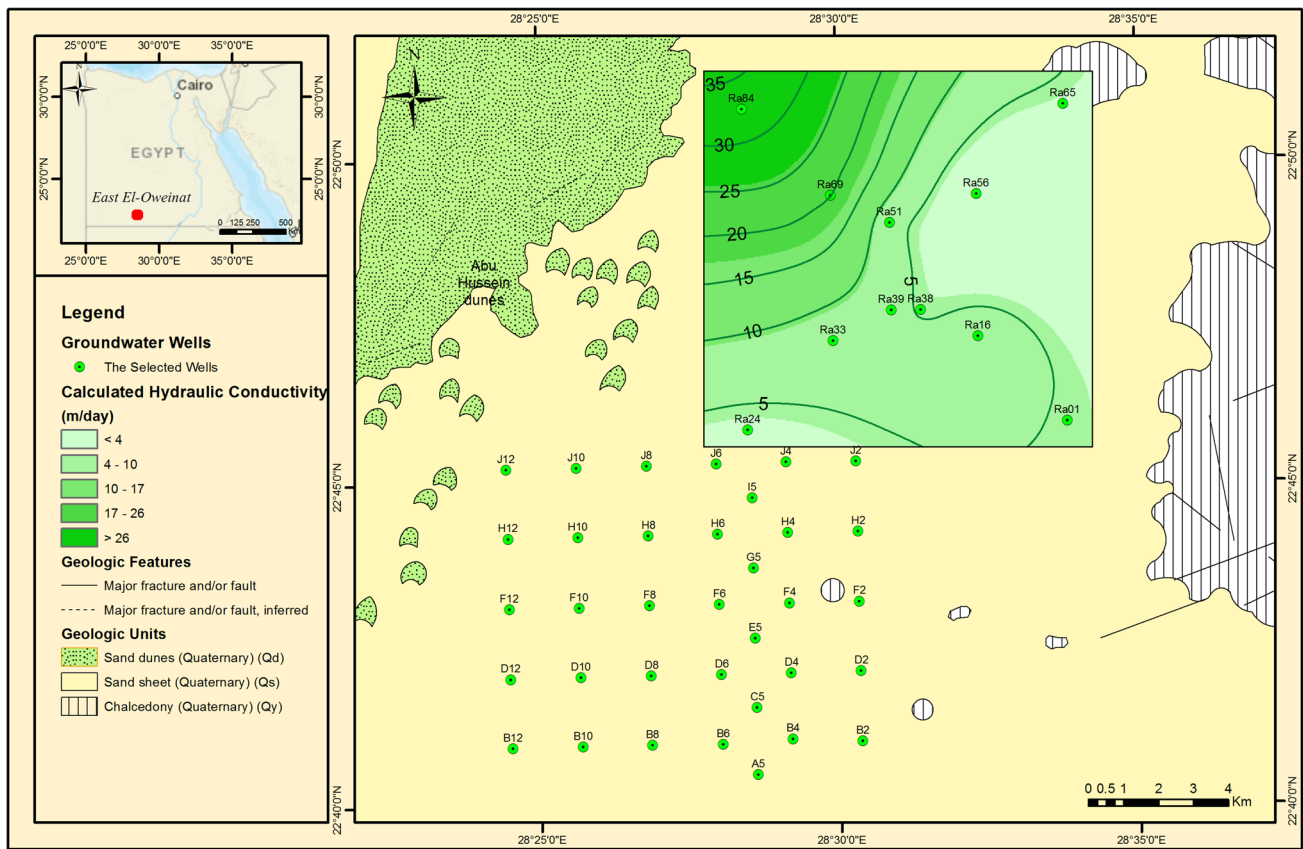 25°0'0"E 30°0'0"E 35°0'0"E
30°0'0"N
30°0'0"N
25°0'0"N
25°0'0"N
N
Cairo
EGYPT
East El-Oweinat
0 125 250 500
Km
25°0'0"E 30°0'0"E 35°0'0"E
Legend
Groundwater Wells
The Selected Wells
Calculated Hydraulic Conductivity
(m/day)
< 4
4 - 10
10 - 17
17 - 26
> 26
Geologic Features
Major fracture and/or fault
Major fracture and/or fault, inferred
Geologic Units
Sand dunes (Quaternary) (Qd)
Sand sheet (Quaternary) (Qs)
Chalcedony (Quaternary) (Qy)
28°25'0"E 28°30'0"E 28°35'0"E
22°50'0"N
22°50'0"N
22°45'0"N
22°45'0"N
22°40'0"N
22°40'0"N
N
Abu
Hussein
dunes
35
Ra84
Ra65
30
25
Ra69
Ra56
Ra51
20
15
5
Ra39 Ra38
10
Ra33
Ra16
5
Ra24
Ra01
J12 J10 J8 J6 J4 J2
I5
H12 H10 H8 H6 H4 H2
G5
F12 F10 F8 F6 F4 F2
E5
D12 D10 D8 D6 D4 D2
C5
B12 B10 B8 B6 B4 B2
A5
0 0.5 1 2 3 4
Km
28°25'0"E 28°30'0"E 28°35'0"E